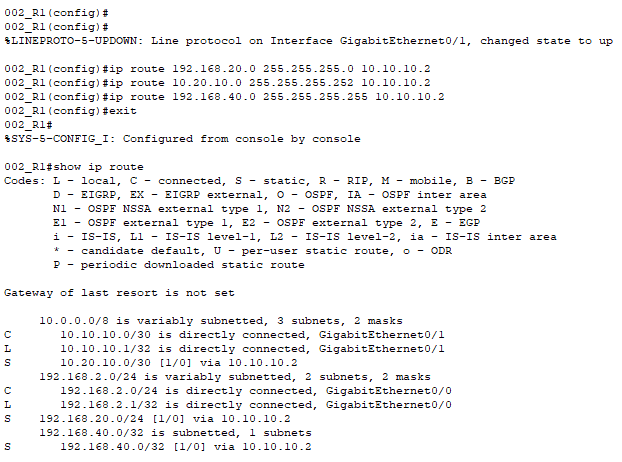 002_R1(config)#
002_R1(config)#
%LINEPROTO-5-UPDOWN: Line protocol on Interface GigabitEthernet0/1, changed state to up
002_R1(config)#ip route 192.168.20.0 255.255.255.0 10.10.10.2
002_R1(config)#ip route 10.20.10.0 255.255.255.252 10.10.10.2
002_R1(config)#ip route 192.168.40.0 255.255.255.255 10.10.10.2
002_R1(config)#exit
002_R1#
%SYS-5-CONFIG_I: Configured from console by console
002_R1#show ip route
Codes: L - local, C - connected, S - static, R - RIP, M - mobile, B - BGP
D - EIGRP, EX - EIGRP external, O - OSPF, IA - OSPF inter area
N1 - OSPF NSSA external type 1, N2 - OSPF NSSA external type 2
E1 - OSPF external type 1, E2 - OSPF external type 2, E - EGP
i - IS-IS, L1 - IS-IS level-1, L2 - IS-IS level-2, ia - IS-IS inter area
* - candidate default, U - per-user static route, o - ODR
P - periodic downloaded static route
Gateway of last resort is not set
10.0.0.0/8 is variably subnetted, 3 subnets, 2 masks
C 10.10.10.0/30 is directly connected, GigabitEthernet0/1
L 10.10.10.1/32 is directly connected, GigabitEthernet0/1
S 10.20.10.0/30 [1/0] via 10.10.10.2
192.168.2.0/24 is variably subnetted, 2 subnets, 2 masks
C 192.168.2.0/24 is directly connected, GigabitEthernet0/0
L 192.168.2.1/32 is directly connected, GigabitEthernet0/0
S 192.168.20.0/24 [1/0] via 10.10.10.2
192.168.40.0/32 is subnetted, 1 subnets
S 192.168.40.0/32 [1/0] via 10.10.10.2